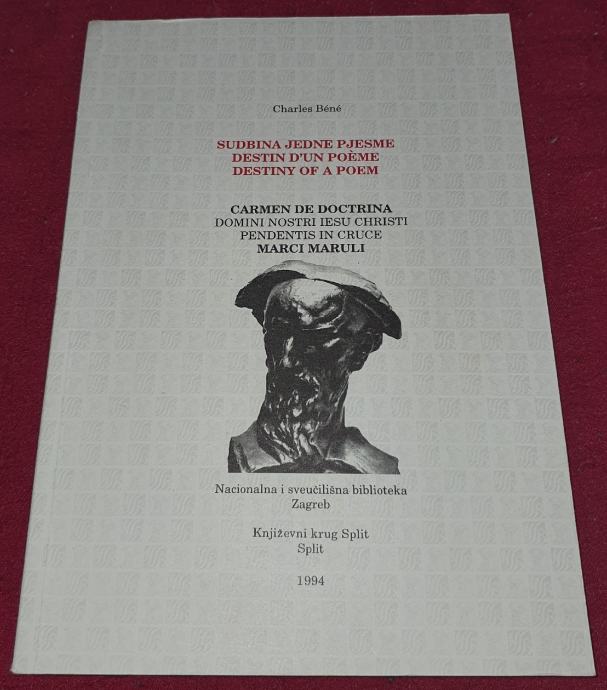 Charles Béné
SUDBINA JEDNE PJESME
DESTIN D'UN POÈME
DESTINY OF A POEM
CARMEN DE DOCTRINA
DOMINI NOSTRI IESU CHRISTI
PENDENTIS IN CRUCE
MARCI MARULI
Nacionalna i sveučilišna biblioteka
Zagreb
Književni krug Split
Split
1994